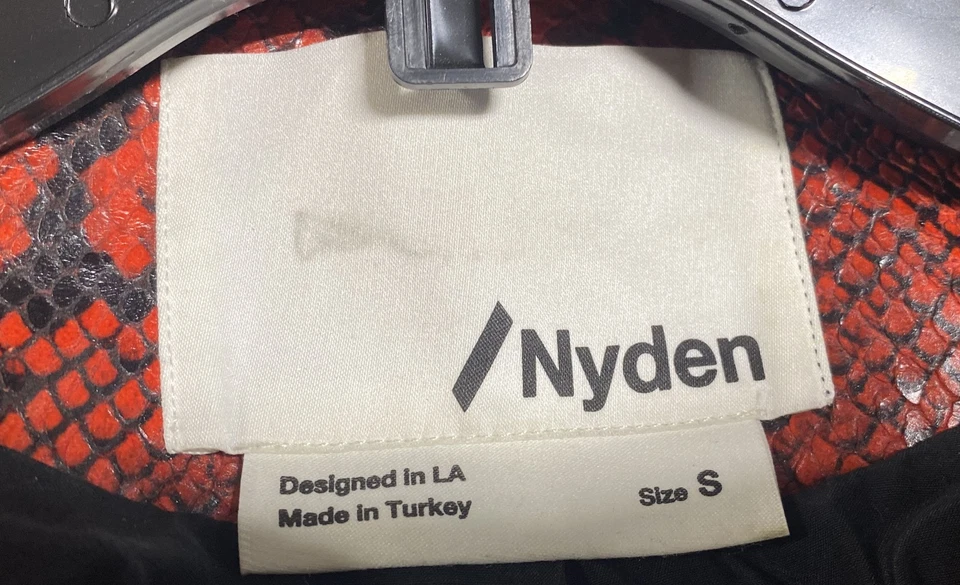 /Nyden
Designed in LA
Made in Turkey
Size S